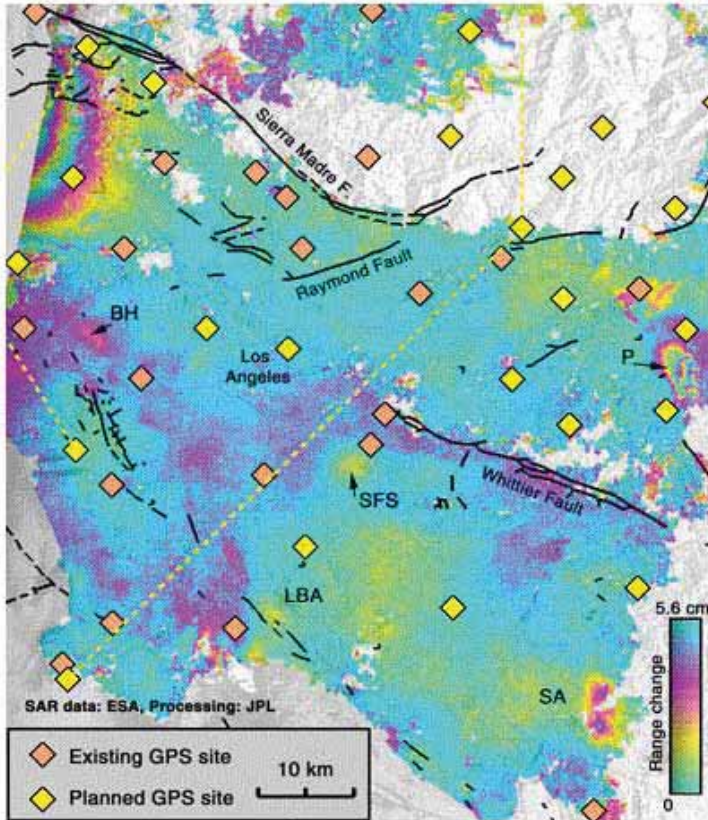 Sierra Madre F.
Raymond Fault
BH
Los
Angeles
P
SFS
Whittier Fault
LBA
5.6 cm
SA
Range change
SAR data: ESA, Processing: JPL
Existing GPS site
10 km
Planned GPS site
0